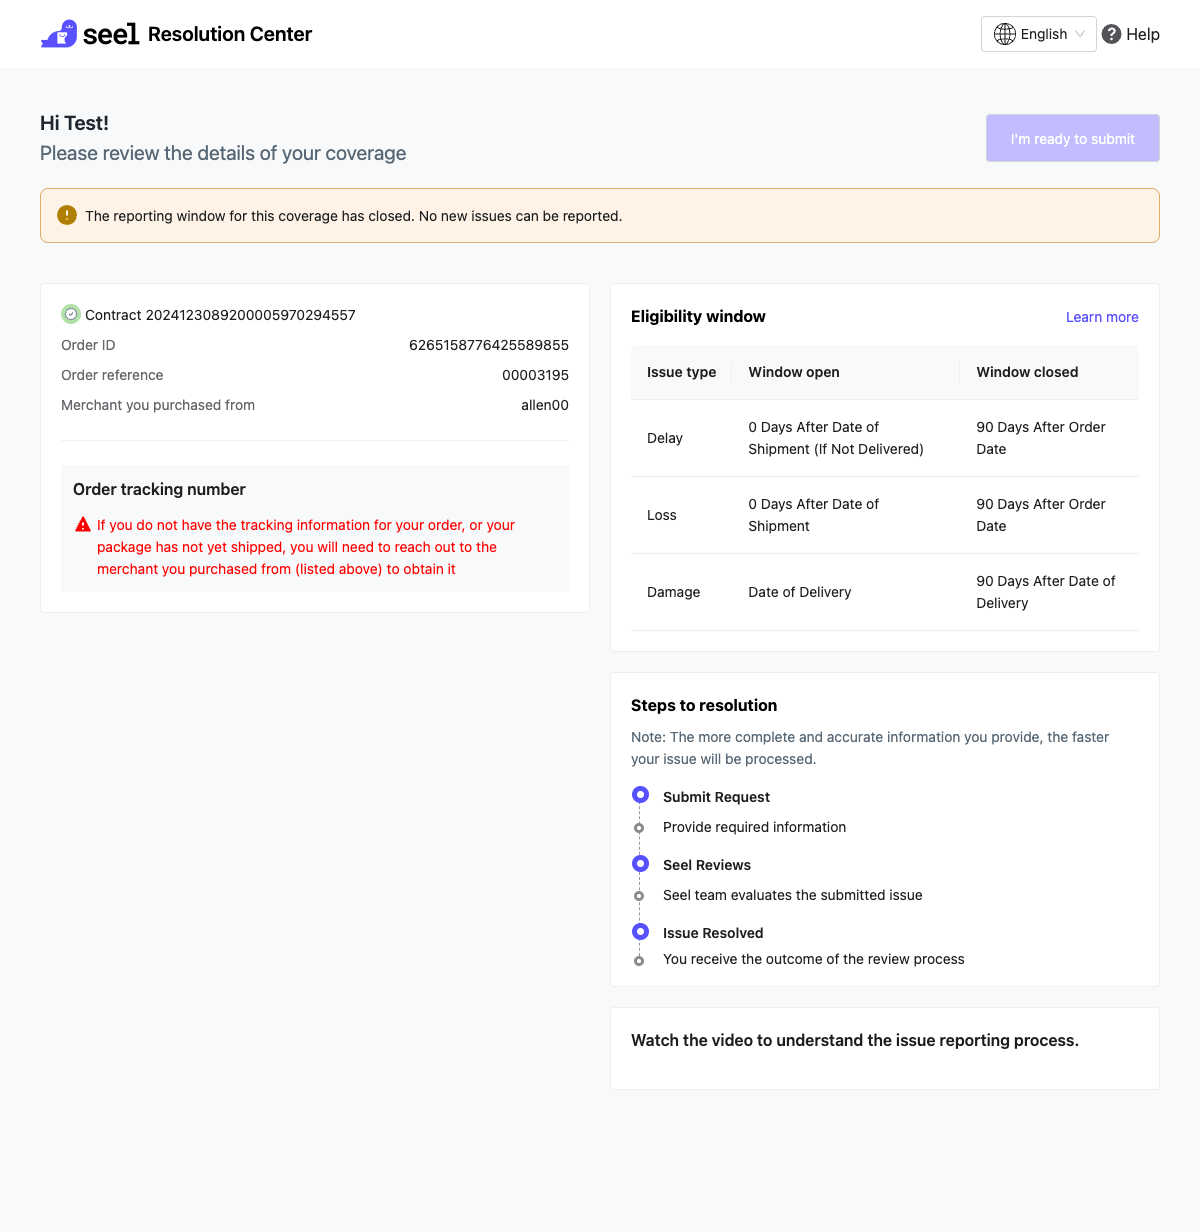 seel Resolution Center
English
Help
Hi Test!
Please review the details of your coverage
I'm ready to submit
The reporting window for this coverage has closed. No new issues can be reported.
Contract 2024123089200005970294557
Order ID 6265158776425589855
Order reference 00003195
Merchant you purchased from allen00
Order tracking number
If you do not have the tracking information for your order, or your
package has not yet shipped, you will need to reach out to the
merchant you purchased from (listed above) to obtain it
Eligibility window
Learn more
Issue type Window open Window closed
Delay
0 Days After Date of
Shipment (If Not Delivered)
90 Days After Order
Date
Loss
0 Days After Date of
Shipment
90 Days After Order
Date
Damage
Date of Delivery
90 Days After Date of
Delivery
Steps to resolution
Note: The more complete and accurate information you provide, the faster
your issue will be processed.
Submit Request
Provide required information
Seel Reviews
Seel team evaluates the submitted issue
Issue Resolved
You receive the outcome of the review process
Watch the video to understand the issue reporting process.